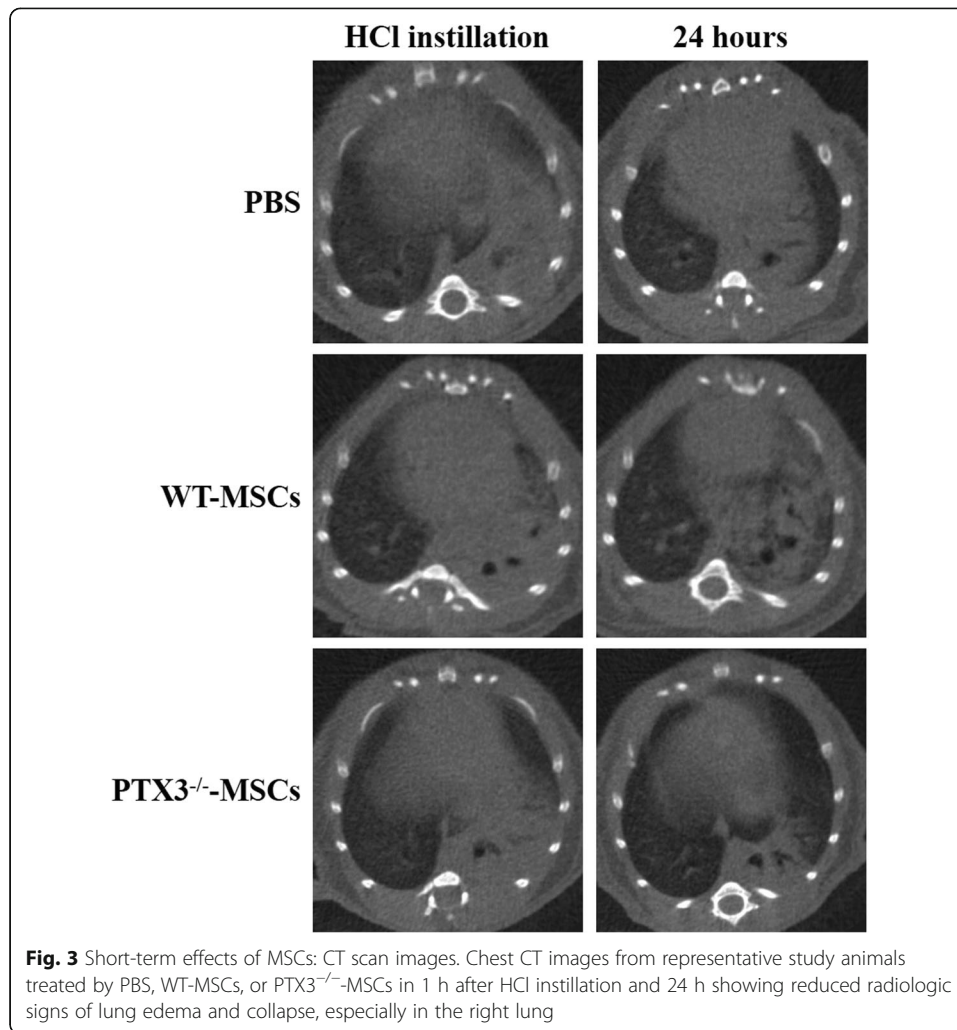 HCl instillation 24 hours
PBS
WT-MSCs
PTX3⁻/⁻-MSCs
Fig. 3 Short-term effects of MSCs: CT scan images. Chest CT images from representative study animals
treated by PBS, WT-MSCs, or PTX3⁻/⁻-MSCs in 1 h after HCl instillation and 24 h showing reduced radiologic
signs of lung edema and collapse, especially in the right lung